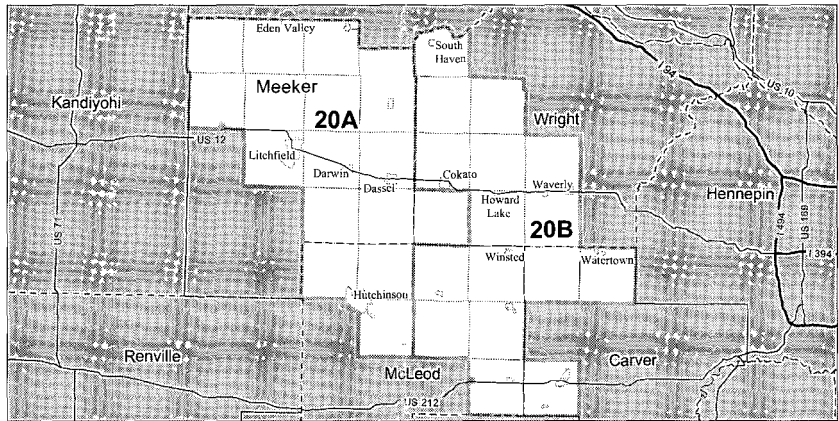 Eden Valley
South
Haven
I 94
US 10
Kandiyohi
Meeker
20A
Wright
US 12
Litchfield
Darwin
Dassel
Cokato
Waverly
Howard
Lake
Hennepin
20B
US 71
I 494
US 169
I 394
Winsted
Watertown
Hutchinson
Renville
McLeod
Carver
US 212